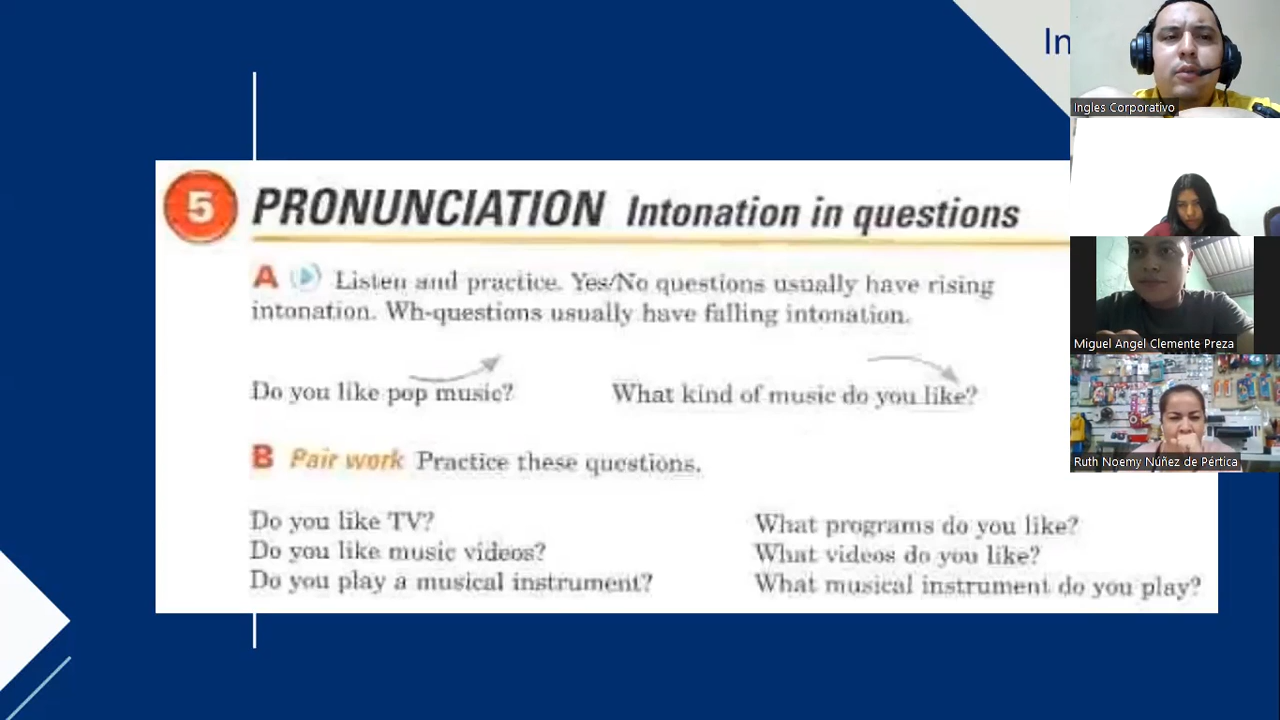 In
5 PRONUNCIATION Intonation in questions
A Listen and practice. Yes/No questions usually have rising
intonation. Wh-questions usually have falling intonation.
Do you like pop music? What kind of music do you like?
B Pair work Practice these questions.
Do you like TV? What programs do you like?
Do you like music videos? What videos do you like?
Do you play a musical instrument? What musical instrument do you play?
Ingles Corporativo
Miguel Angel Clemente Preza
Ruth Noemy Núñez de Pértica